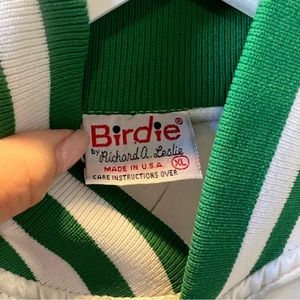 Birdie®
by Richard A. Leslie
MADE IN U.S.A. XL
CARE INSTRUCTIONS OVER